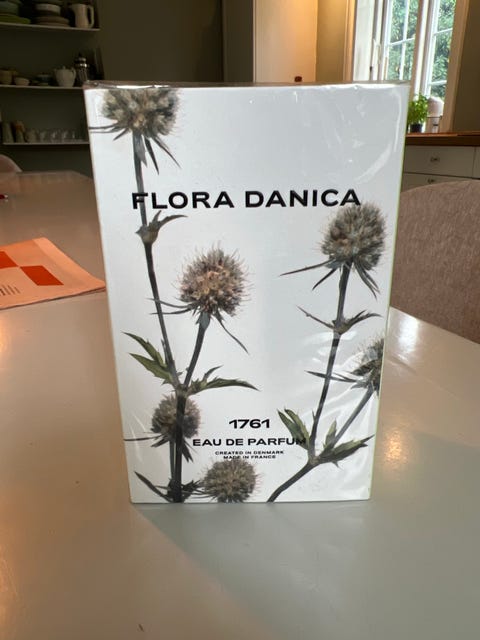 FLORA DANICA
1761
EAU DE PARFUM
CREATED IN DENMARK
MADE IN FRANCE